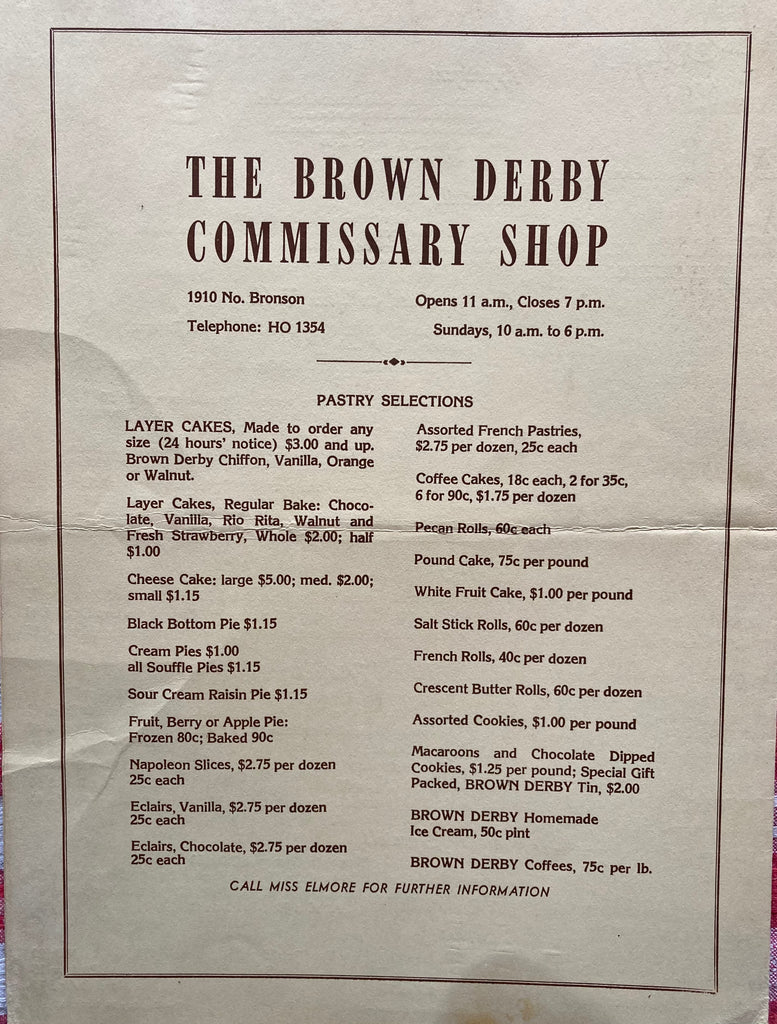 THE BROWN DERBY
COMMISSARY SHOP
1910 No. Bronson
Telephone: HO 1354
Opens 11 a.m., Closes 7 p.m.
Sundays, 10 a.m. to 6 p.m.
PASTRY SELECTIONS
LAYER CAKES, Made to order any
size (24 hours' notice) $3.00 and up.
Brown Derby Chiffon, Vanilla, Orange
or Walnut.
Layer Cakes, Regular Bake: Choco-
late, Vanilla, Rio Rita, Walnut and
Fresh Strawberry, Whole $2.00; half
$1.00
Cheese Cake: large $5.00; med. $2.00;
small $1.15
Black Bottom Pie $1.15
Cream Pies $1.00
all Souffle Pies $1.15
Sour Cream Raisin Pie $1.15
Fruit, Berry or Apple Pie:
Frozen 80c; Baked 90c
Napoleon Slices, $2.75 per dozen
25c each
Eclairs, Vanilla, $2.75 per dozen
25c each
Eclairs, Chocolate, $2.75 per dozen
25c each
Assorted French Pastries,
$2.75 per dozen, 25c each
Coffee Cakes, 18c each, 2 for 35c,
6 for 90c, $1.75 per dozen
Pecan Rolls, 60c each
Pound Cake, 75c per pound
White Fruit Cake, $1.00 per pound
Salt Stick Rolls, 60c per dozen
French Rolls, 40c per dozen
Crescent Butter Rolls, 60c per dozen
Assorted Cookies, $1.00 per pound
Macaroons and Chocolate Dipped
Cookies, $1.25 per pound; Special Gift
Packed, BROWN DERBY Tin, $2.00
BROWN DERBY Homemade
Ice Cream, 50c pint
BROWN DERBY Coffees, 75c per lb.
CALL MISS ELMORE FOR FURTHER INFORMATION